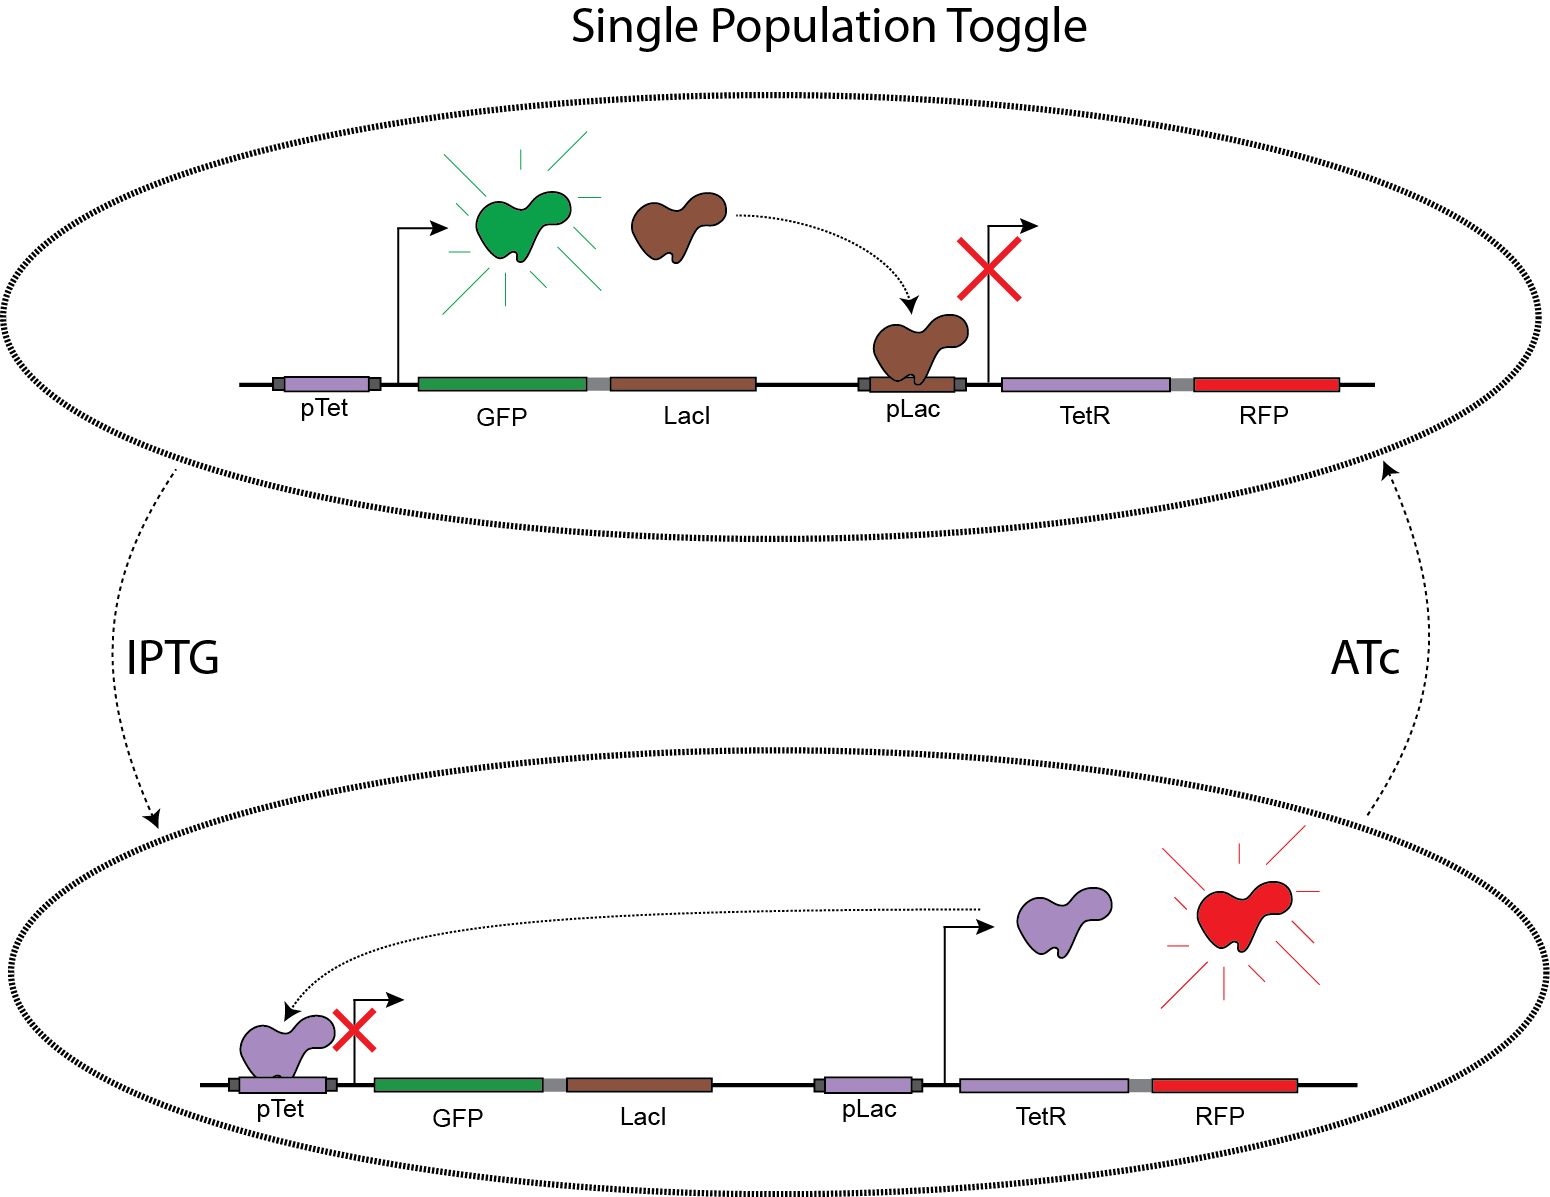 Single Population Toggle
pTet
GFP
LacI
pLac
TetR
RFP
IPTG
ATc
pTet
GFP
LacI
pLac
TetR
RFP